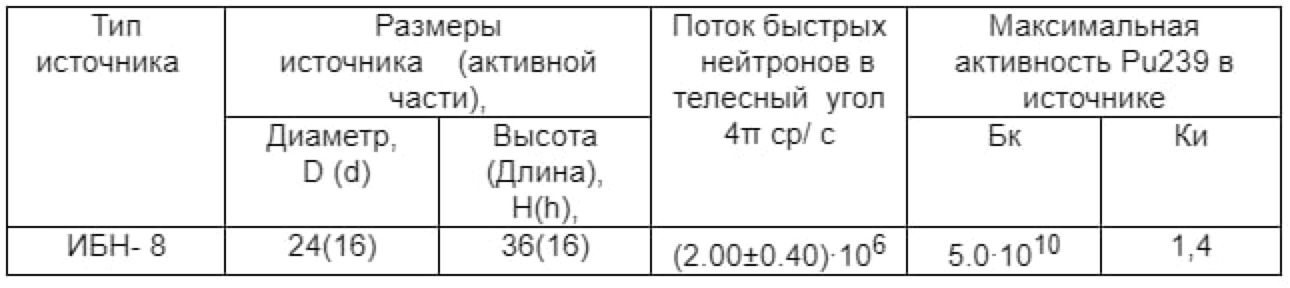 Тип
источника
Размеры
источника (активной
части),
Поток быстрых
нейтронов в
телесный угол
4π ср/ с
Максимальная
активность Pu239 в
источнике
Диаметр,
D (d)
Высота
(Длина),
H(h),
Бк
Ки
ИБН- 8
24(16)
36(16)
(2.00±0.40)·10⁶
5.0·10¹⁰
1,4